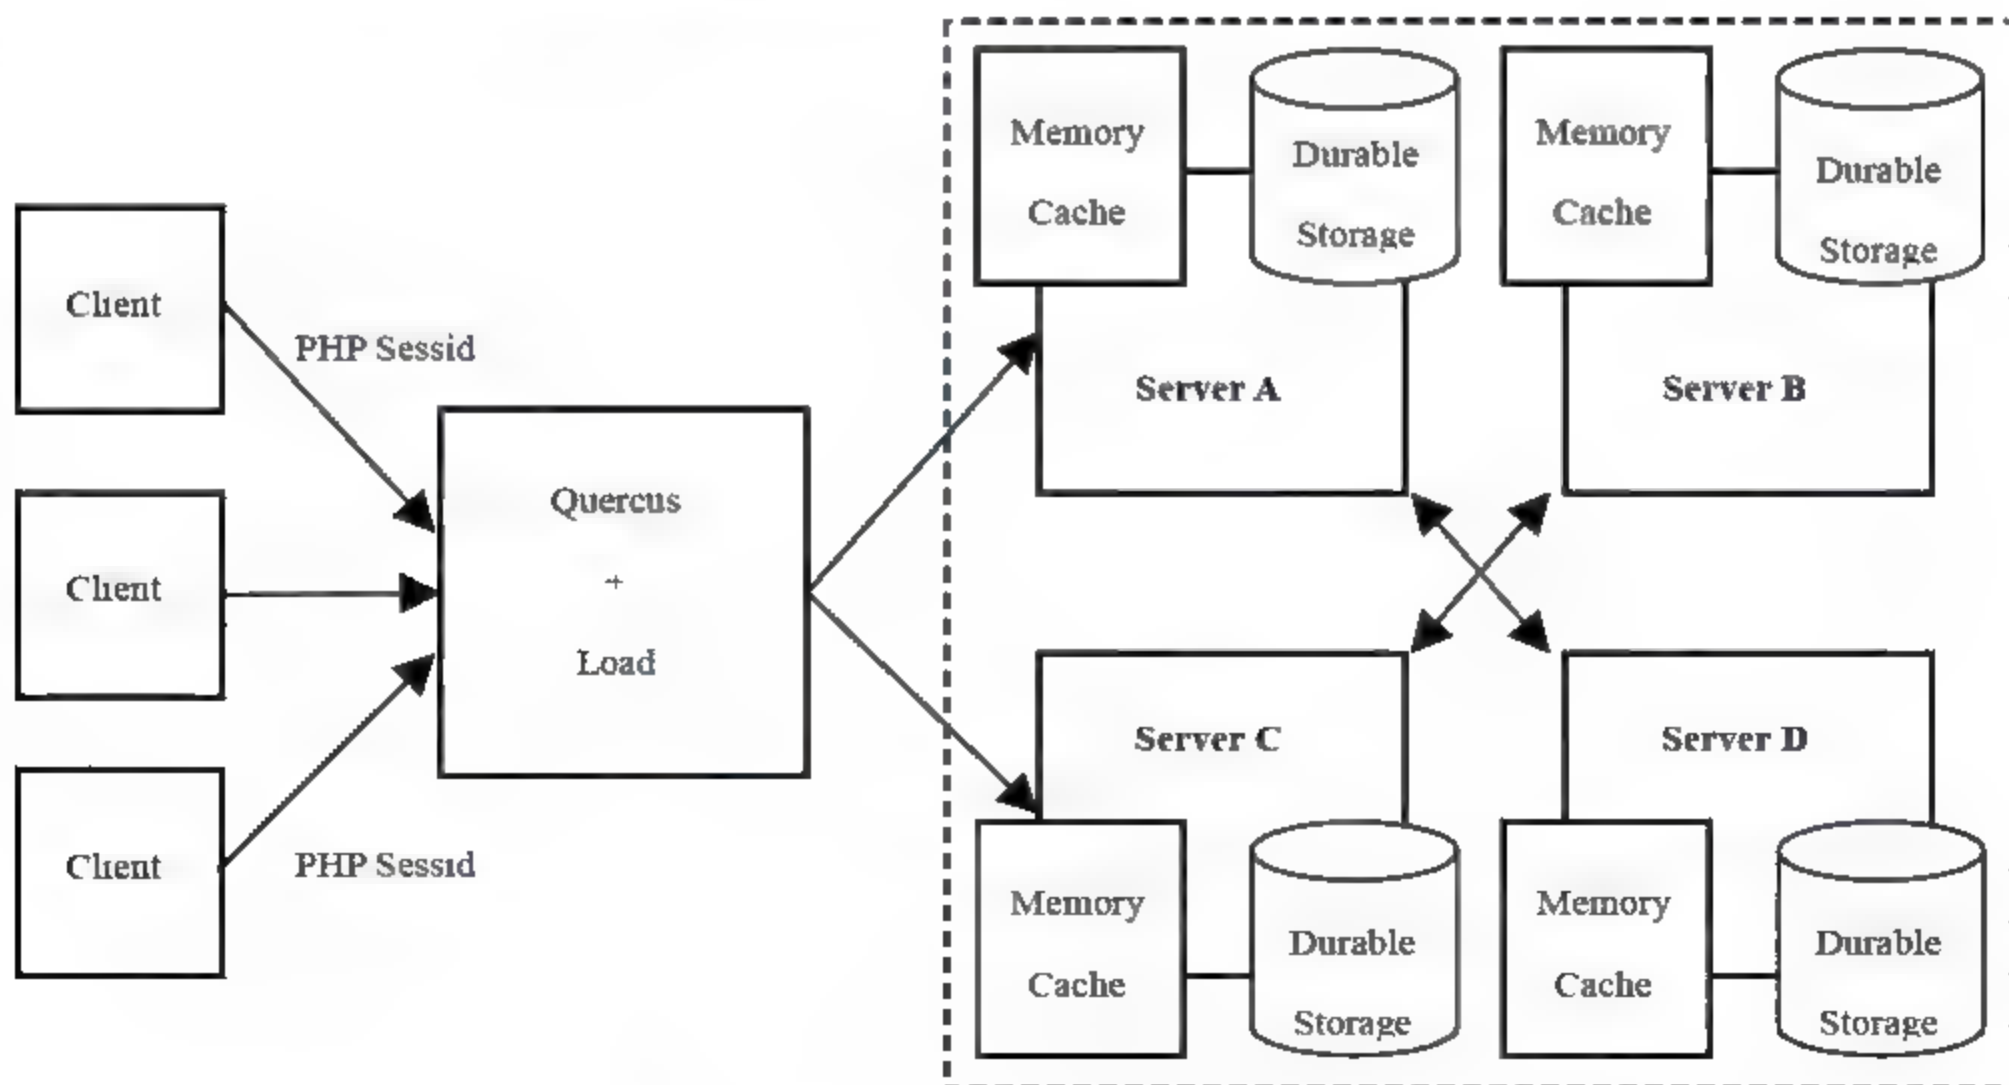 Memory
Cache
Durable
Storage
Memory
Cache
Durable
Storage
Client
PHP Sessid
Server A
Server B
Quercus
+
Load
Client
Server C
Server D
Client
PHP Sessid
Memory
Cache
Durable
Storage
Memory
Cache
Durable
Storage